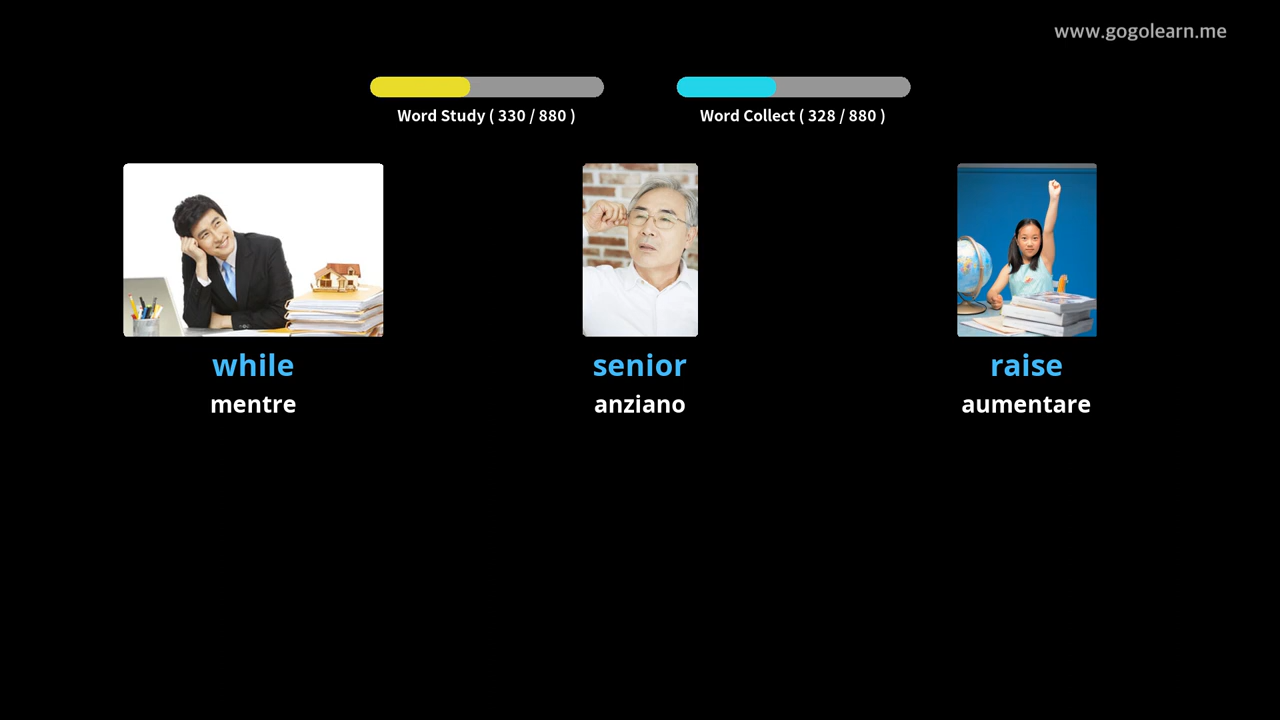 www.gogolearn.me
Word Study ( 330 / 880 )
Word Collect ( 328 / 880 )
while
mentre
senior
anziano
raise
aumentare